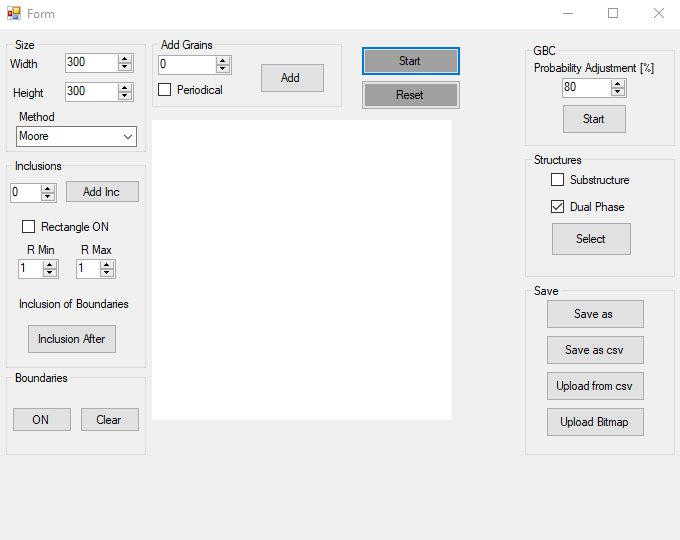 Form
Size
Width 300
Height 300
Method
Moore
Add Grains
0
Periodical
Add
Start
Reset
GBC
Probability Adjustment [%]
80
Start
Inclusions
0 Add Inc
Rectangle ON
R Min R Max
1 1
Inclusion of Boundaries
Inclusion After
Boundaries
ON Clear
Structures
Substructure
Dual Phase
Select
Save
Save as
Save as csv
Upload from csv
Upload Bitmap